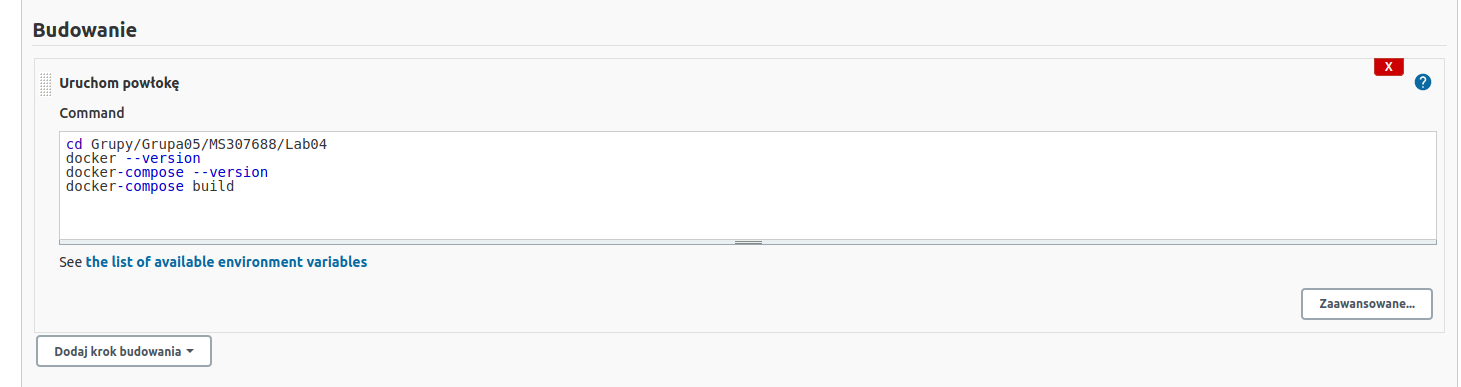 Budowanie
X
Uruchom powłokę
?
Command
cd Grupy/Grupa05/MS307688/Lab04
docker --version
docker-compose --version
docker-compose build
See the list of available environment variables
Zaawansowane...
Dodaj krok budowania